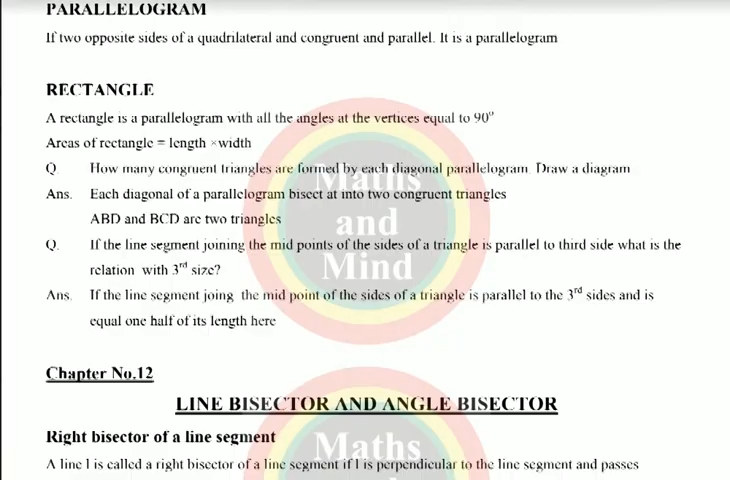 PARALLELOGRAM
If two opposite sides of a quadrilateral and congruent and parallel. It is a parallelogram
RECTANGLE
A rectangle is a parallelogram with all the angles at the vertices equal to 90°
Areas of rectangle = length × width
Q. How many congruent triangles are formed by each diagonal parallelogram. Draw a diagram
Ans. Each diagonal of a parallelogram bisect at into two congruent triangles
ABD and BCD are two triangles
Q. If the line segment joining the mid points of the sides of a triangle is parallel to third side what is the
relation with 3rd size?
Ans. If the line segment joing the mid point of the sides of a triangle is parallel to the 3rd sides and is
equal one half of its length here
Maths
and
Mind
Chapter No.12
LINE BISECTOR AND ANGLE BISECTOR
Right bisector of a line segment
A line l is called a right bisector of a line segment if l is perpendicular to the line segment and passes
Maths